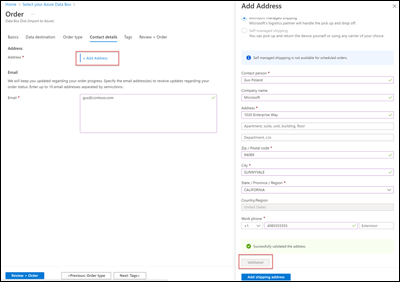 Home > Select your Azure Data Box >
Order ...
Data Box Disk (Import to Azure)
Basics
Data destination
Order type
Contact details
Tags
Review + Order
Address
Address *
+ Add Address
Email
We will keep you updated regarding your order progress. Specify the email address(es) to receive updates regarding your
order status. Enter up to 10 email addresses separated by semicolons.
Email *
gus@contoso.com
Review + Order
<Previous: Order type
Next: Tags>
Add Address
Microsoft managed shipping
Microsoft's logistics partner will handle the pick up and drop off.
Self managed shipping
You can pick up and return the device yourself or using any carrier of your choice.
Self managed shipping is not available for scheduled orders.
Contact person *
Gus Poland
Company name
Microsoft
Address *
1020 Enterprise Way
Apartment, suite, unit, building, floor
Department, c/o
Zip / Postal code *
94089
City *
SUNNYVALE
State / Province / Region *
CALIFORNIA
Country/Region
United States
Work phone *
+1
Extension
Successfully validated the address.
Validated
Add shipping address